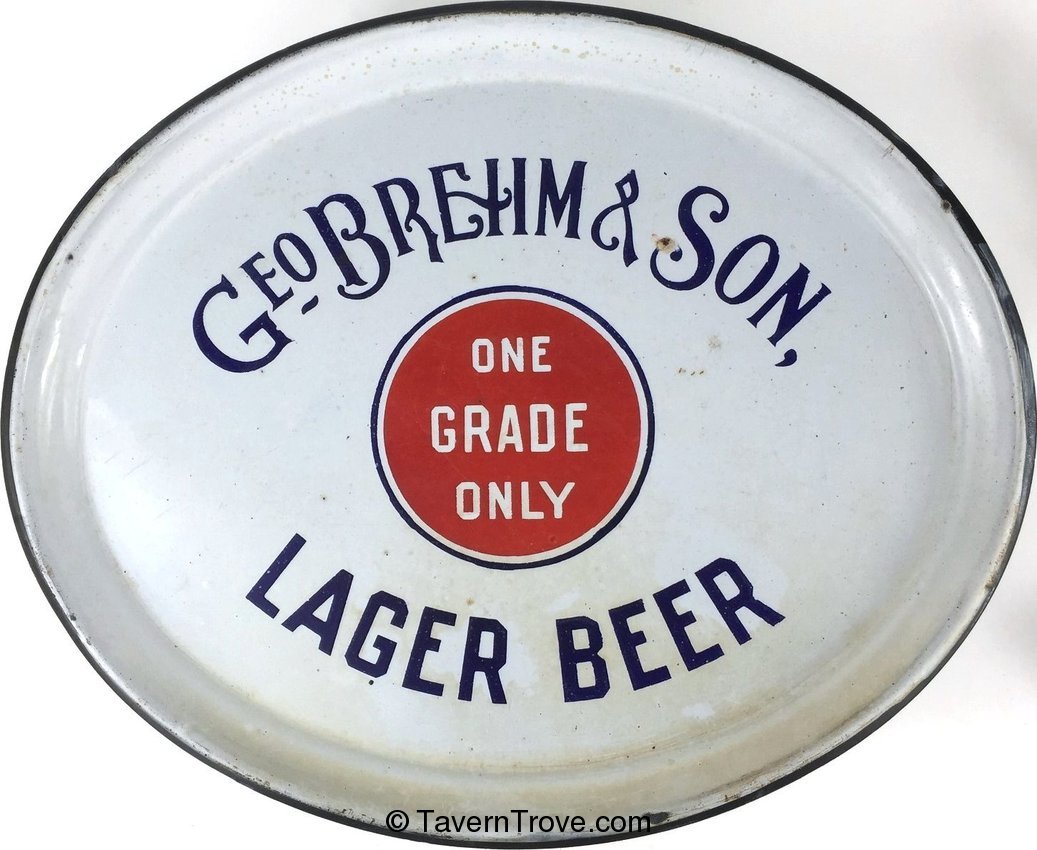 GEO BREHM & SON,
ONE
GRADE
ONLY
LAGER BEER
© TavernTrove.com